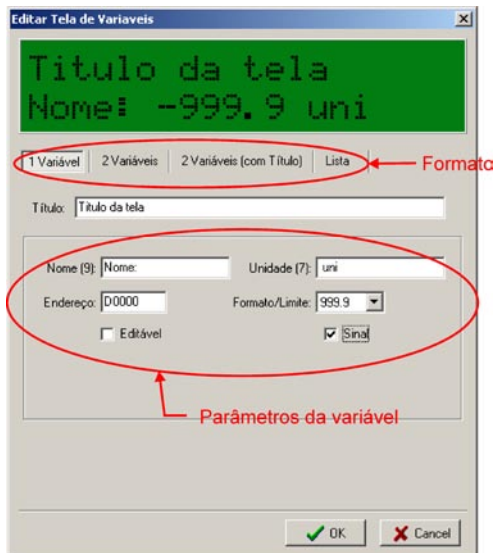 Editar Tela de Variaveis
Titulo da tela
Nome: -999.9 uni
1 Variável 2 Variáveis 2 Variáveis (com Título) Lista
Formato
Título: Título da tela
Nome (9): Nome: Unidade (7): uni
Endereço: D0000 Formato/Limite: 999.9
Editável Sinal
Parâmetros da variável
OK Cancel